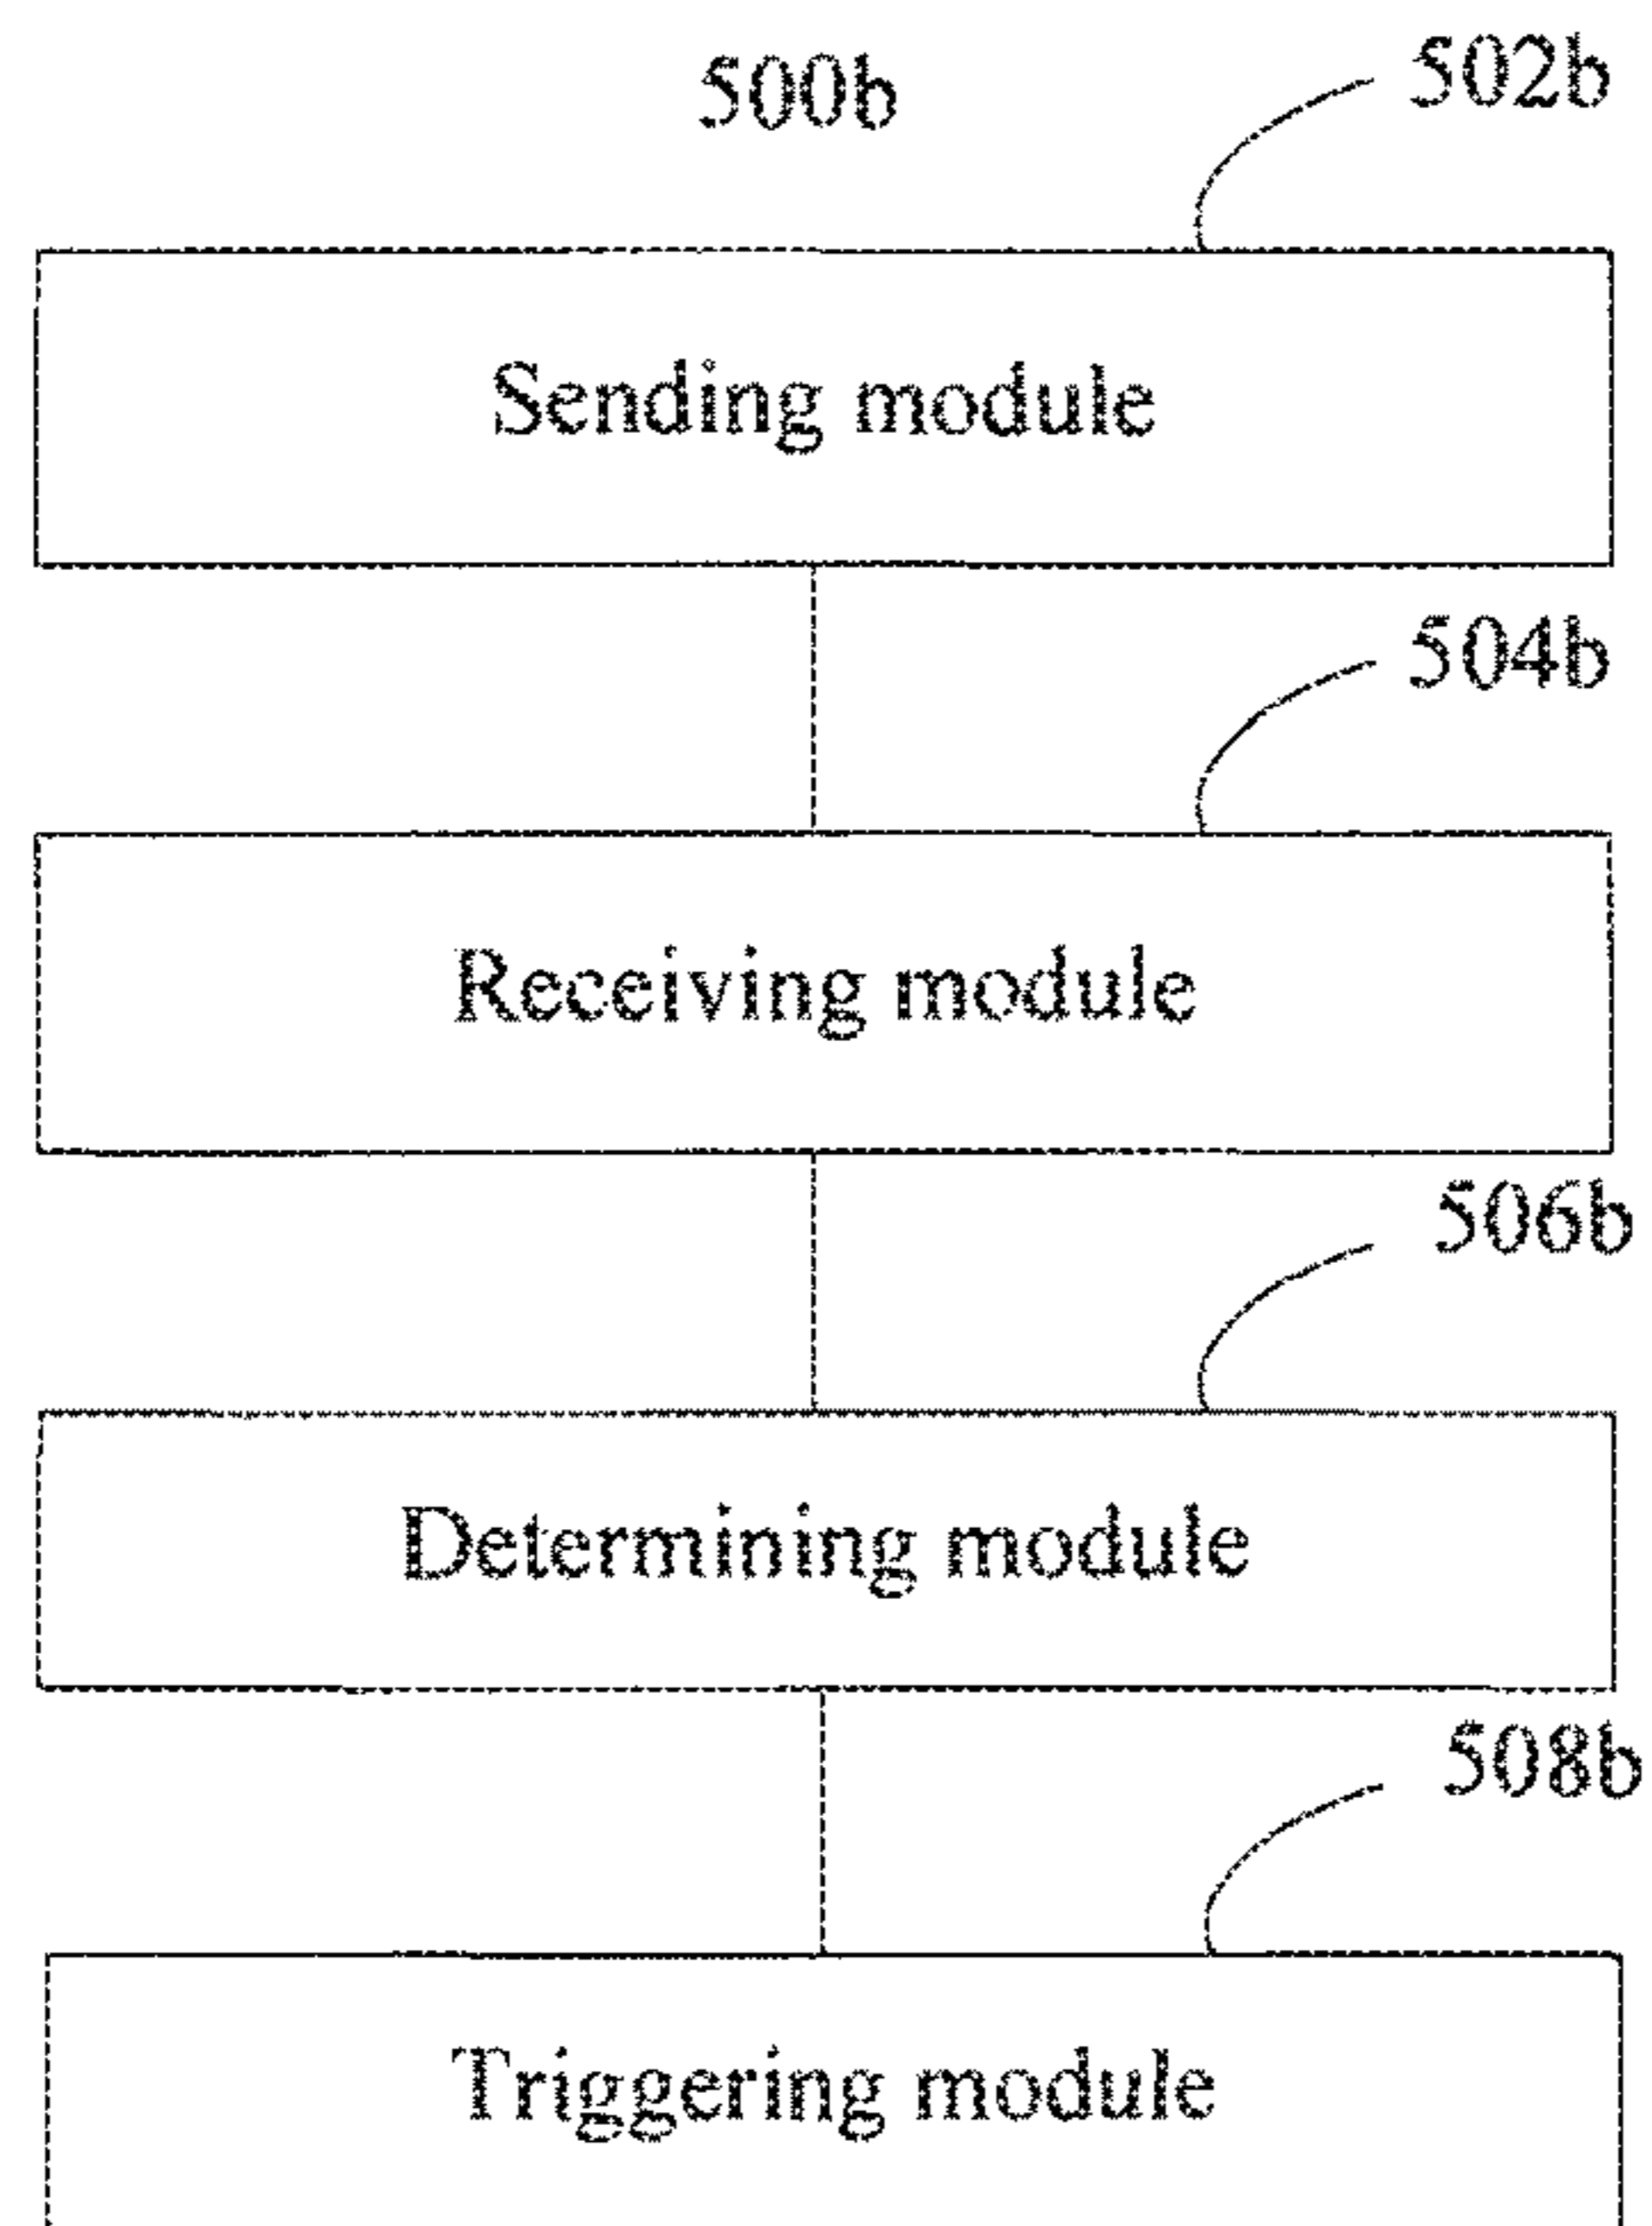 500b
502b
Sending module
504b
Receiving module
506b
Determining module
508b
Triggering module